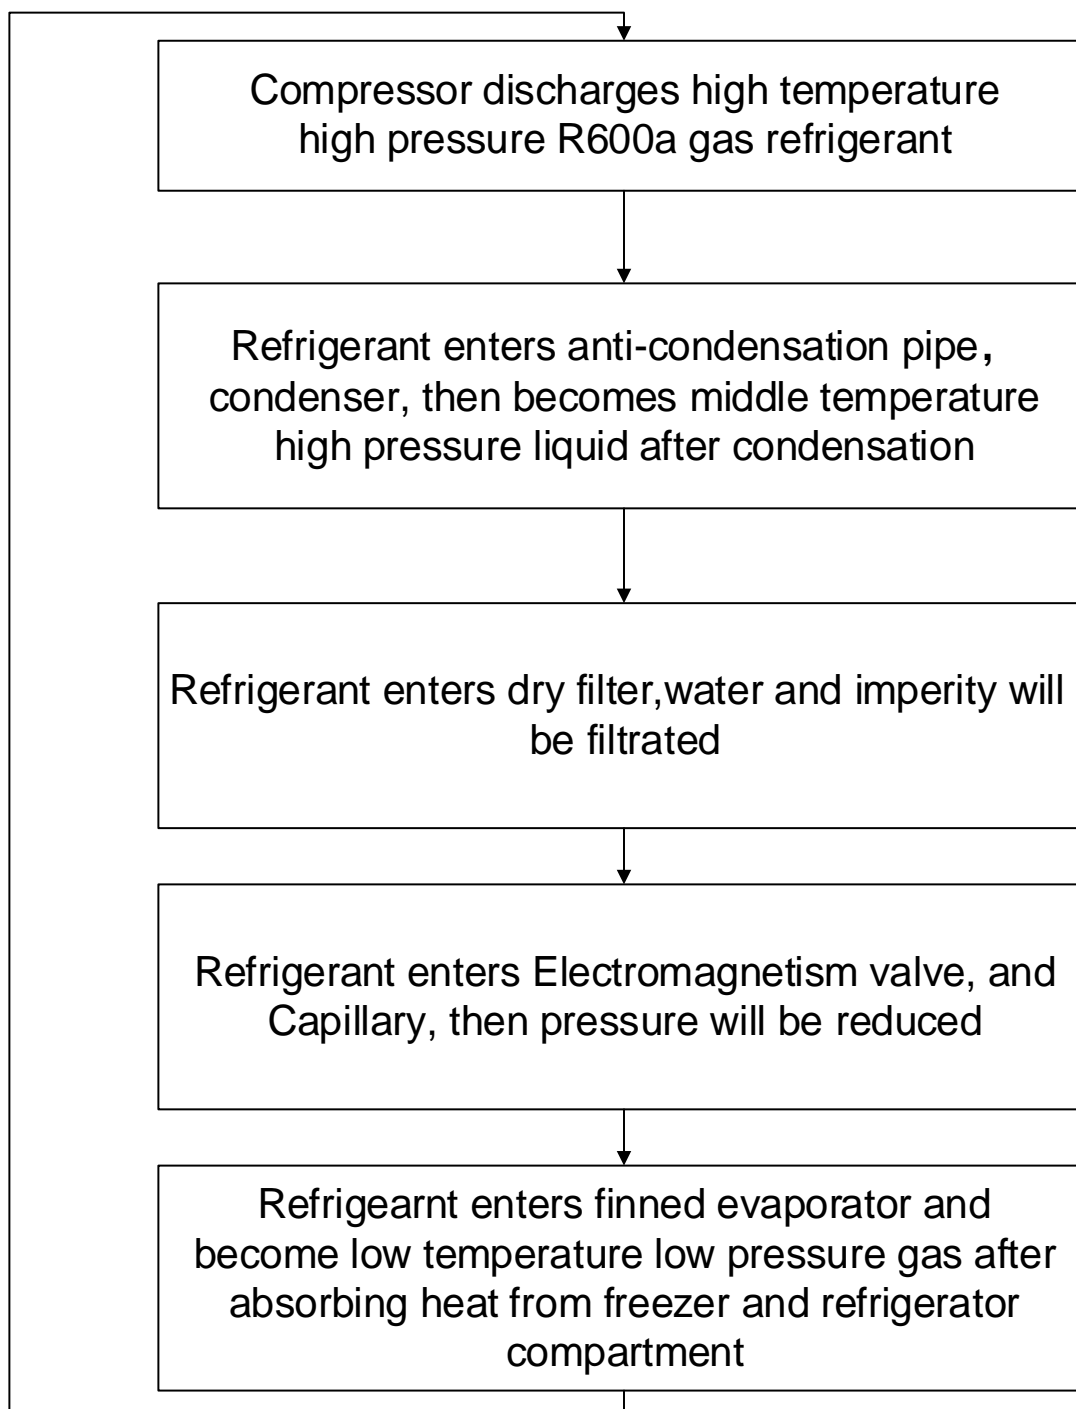 Compressor discharges high temperature
high pressure R600a gas refrigerant
Refrigerant enters anti-condensation pipe,
condenser, then becomes middle temperature
high pressure liquid after condensation
Refrigerant enters dry filter,water and imperity will
be filtrated
Refrigerant enters Electromagnetism valve, and
Capillary, then pressure will be reduced
Refrigearnt enters finned evaporator and
become low temperature low pressure gas after
absorbing heat from freezer and refrigerator
compartment